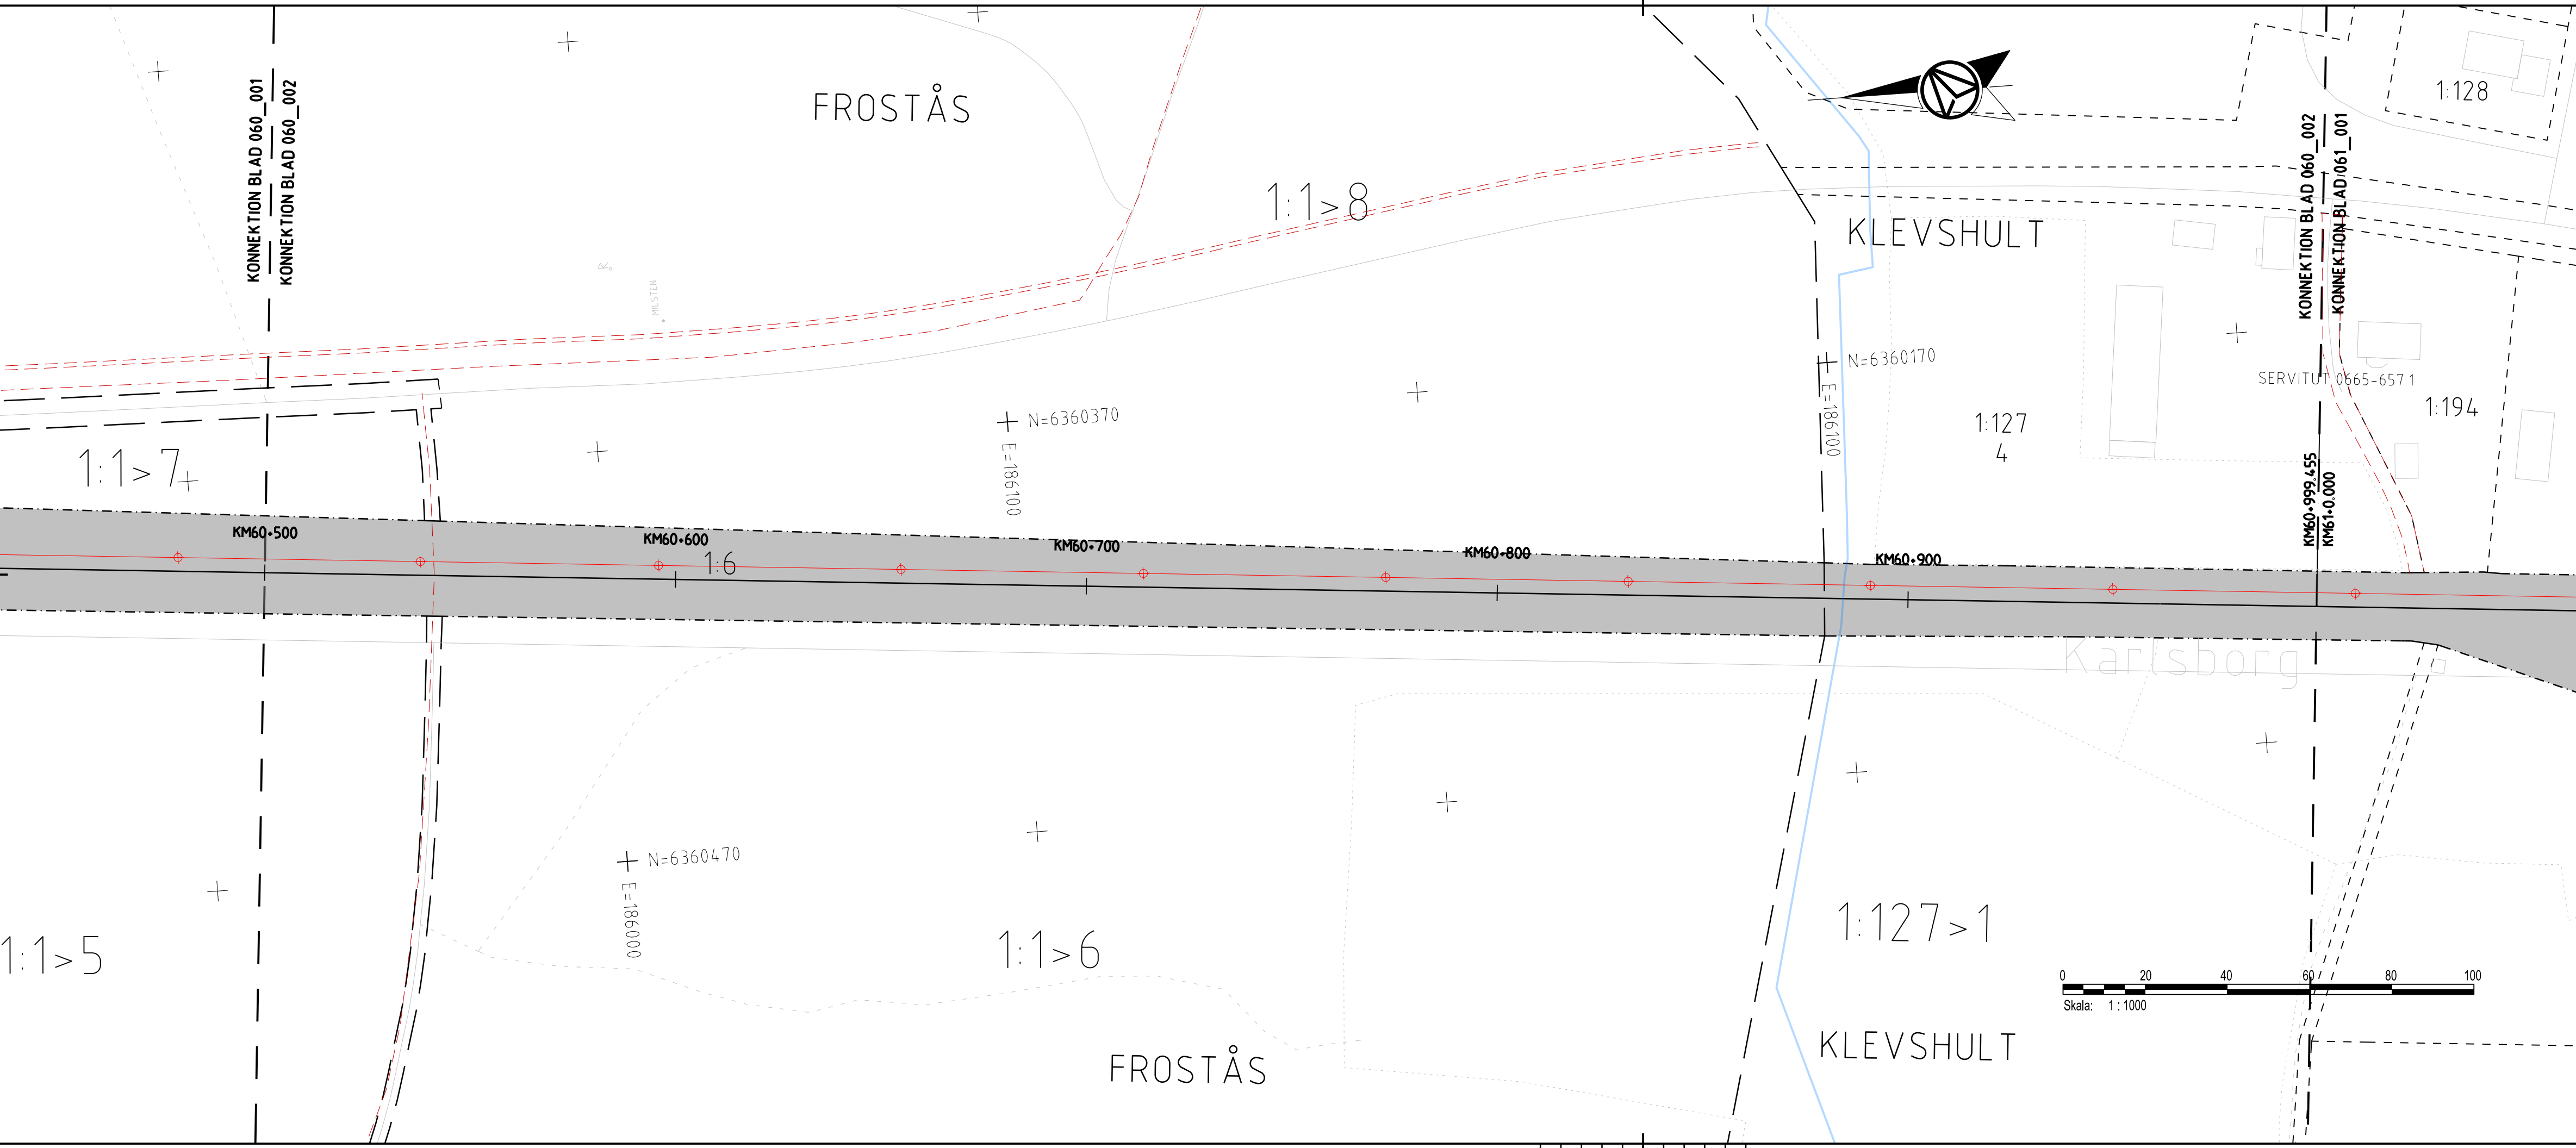 KONNEKTION BLAD 060_001
KONNEKTION BLAD 060_002
FROSTÅS
1:1>8
KLEVSHULT
KONNEKTION BLAD 060_002
KONNEKTION BLAD 061_001
1:128
MILSTEN
N=6360170
E=186100
N=6360370
E=186100
SERVITUT 0665-657.1
1:127
4
1:194
1:1>7
KM60+999.455
KM61+0.000
KM60+500
KM60+600
KM60+700
KM60+800
KM60+900
1:6
Karlsborg
N=6360470
E=186000
1:1>5
1:1>6
1:127>1
0 20 40 60 80 100
Skala: 1 : 1000
FROSTÅS
KLEVSHULT